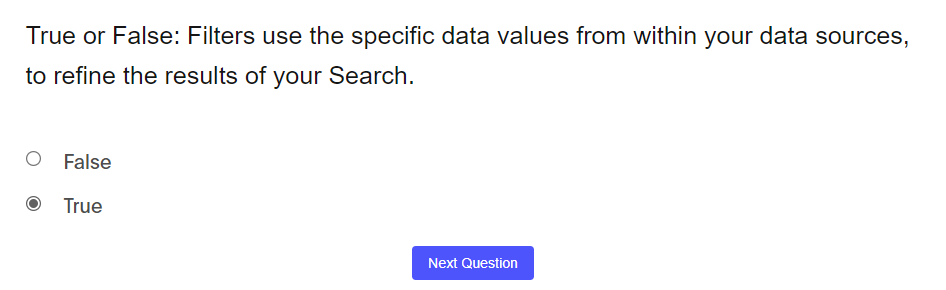 True or False: Filters use the specific data values from within your data sources,
to refine the results of your Search.
False
True
Next Question